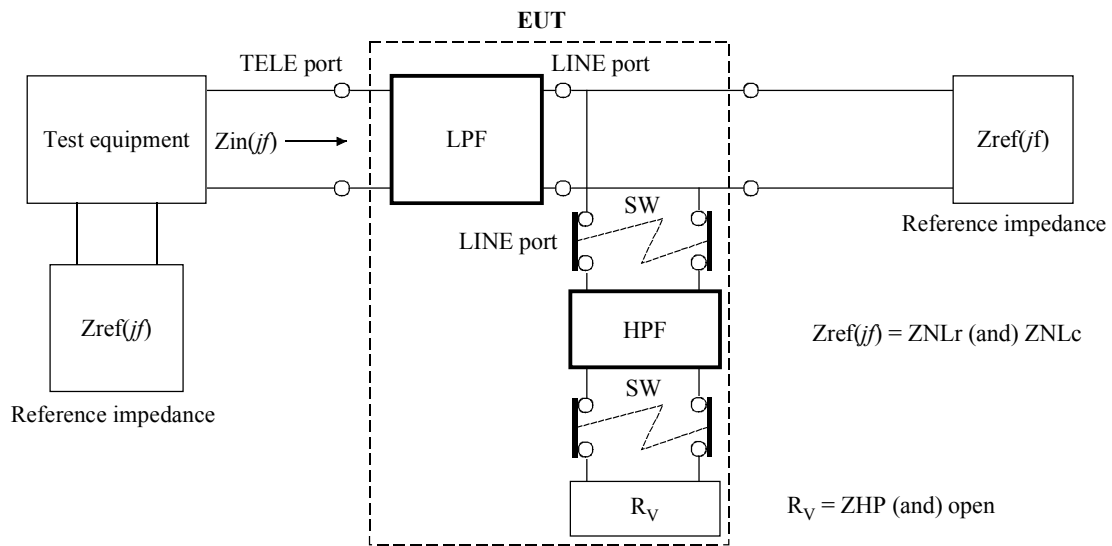 EUT
TELE port
LINE port
Test equipment
Zin(jf)
LPF
Zref(jf)
SW
Reference impedance
LINE port
Zref(jf)
HPF
Zref(jf) = ZNLr (and) ZNLc
SW
Reference impedance
RV
RV = ZHP (and) open